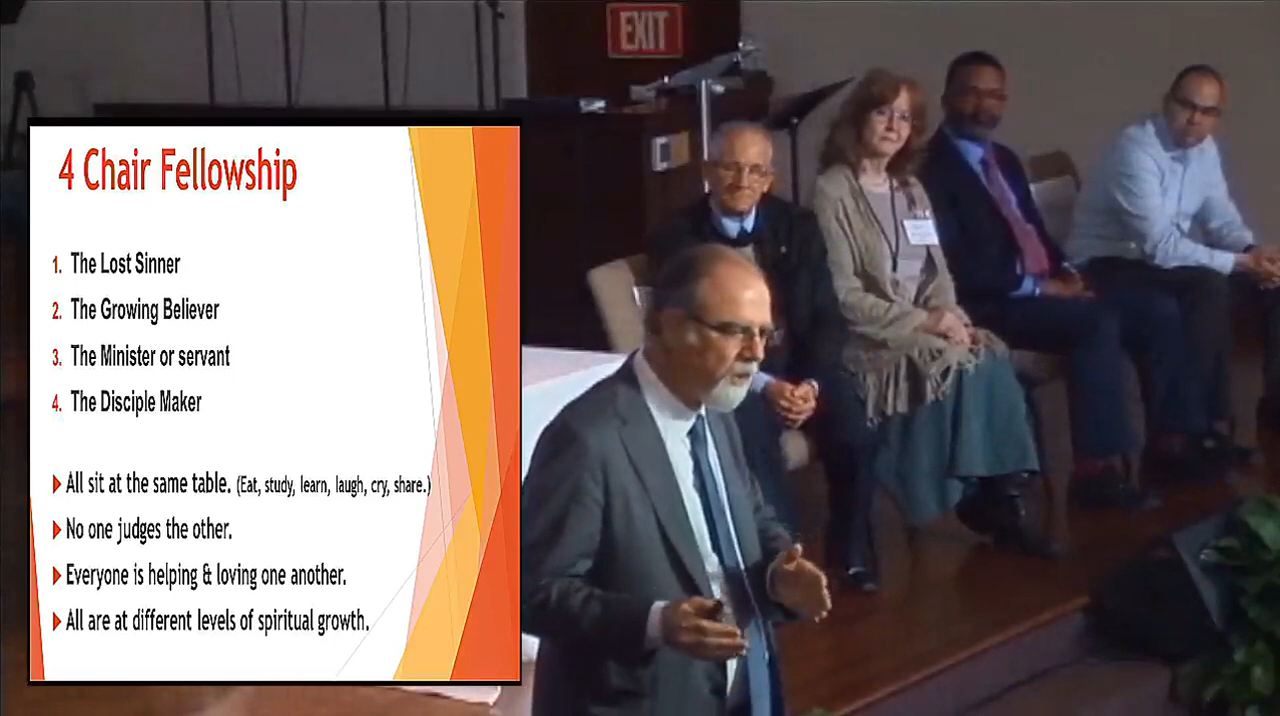 EXIT
4 Chair Fellowship
1. The Lost Sinner
2. The Growing Believer
3. The Minister or servant
4. The Disciple Maker
All sit at the same table. (Eat, study, learn, laugh, cry, share.)
No one judges the other.
Everyone is helping & loving one another.
All are at different levels of spiritual growth.